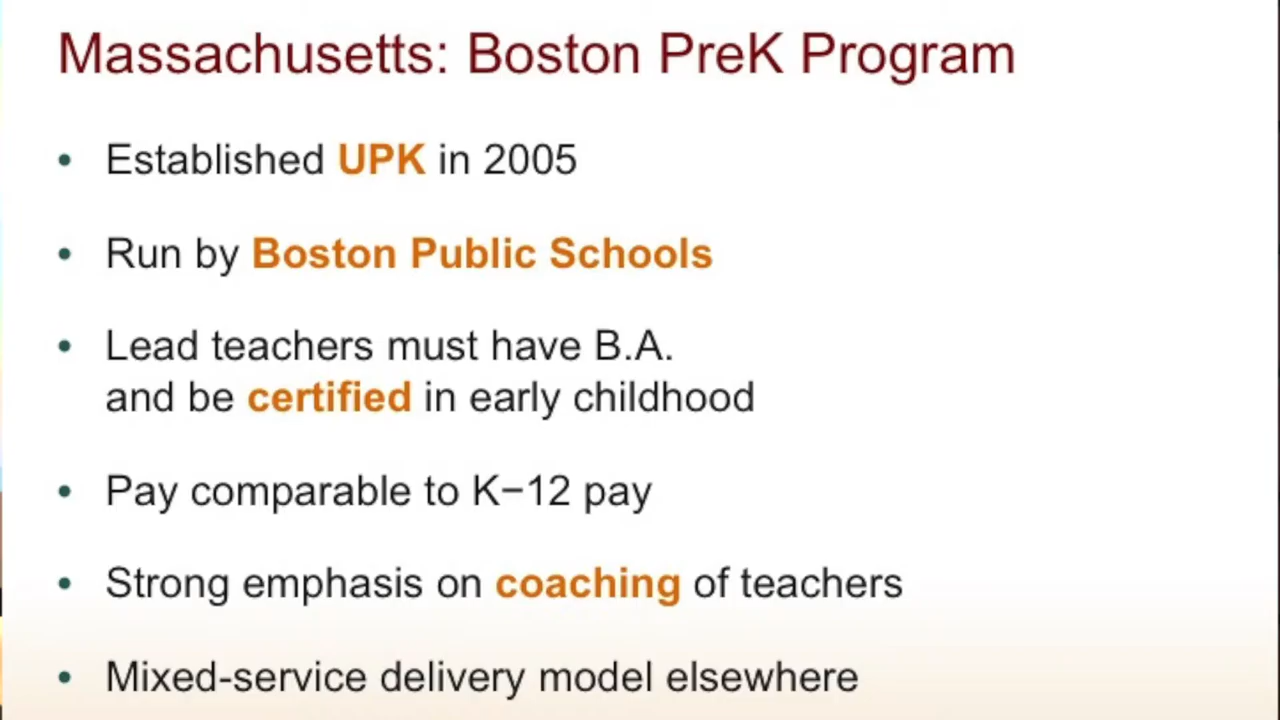 Massachusetts: Boston PreK Program
• Established UPK in 2005
• Run by Boston Public Schools
• Lead teachers must have B.A.
and be certified in early childhood
• Pay comparable to K−12 pay
• Strong emphasis on coaching of teachers
• Mixed-service delivery model elsewhere